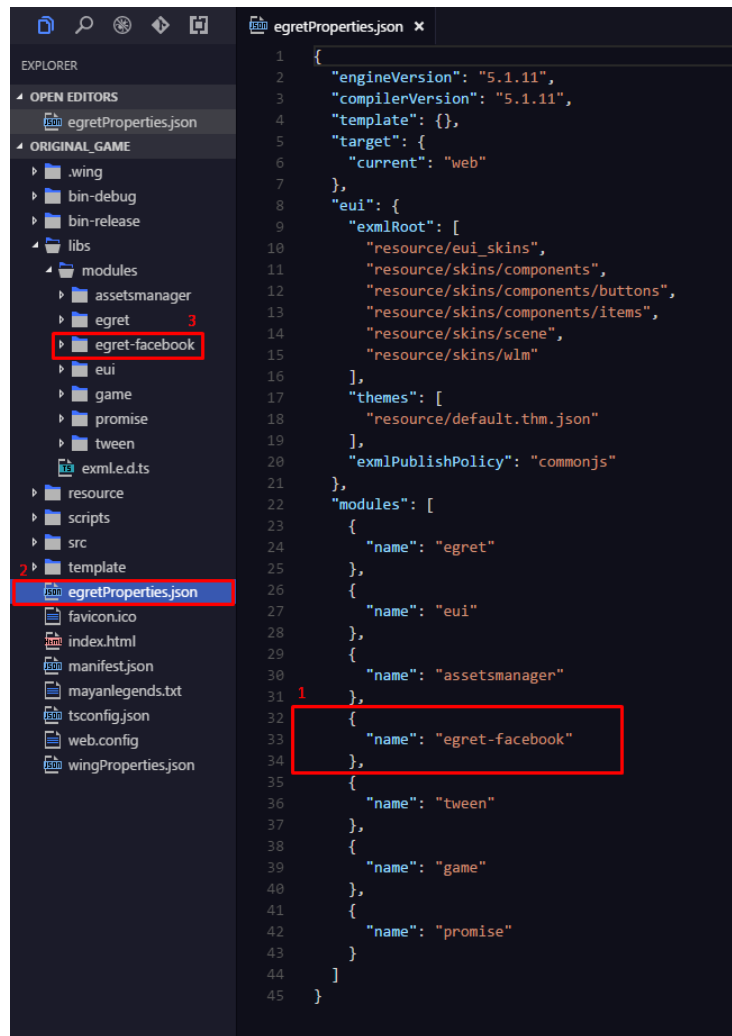 EXPLORER
OPEN EDITORS
egretProperties.json
ORIGINAL_GAME
.wing
bin-debug
bin-release
libs
modules
assetsmanager
egret 3
egret-facebook
eui
game
promise
tween
exml.e.d.ts
resource
scripts
src
2 template
egretProperties.json
favicon.ico
index.html
manifest.json
mayanlegends.txt
tsconfig.json
web.config
wingProperties.json
egretProperties.json ×
1 {
2 "engineVersion": "5.1.11",
3 "compilerVersion": "5.1.11",
4 "template": {},
5 "target": {
6 "current": "web"
7 },
8 "eui": {
9 "exmlRoot": [
10 "resource/eui_skins",
11 "resource/skins/components",
12 "resource/skins/components/buttons",
13 "resource/skins/components/items",
14 "resource/skins/scene",
15 "resource/skins/wlm"
16 ],
17 "themes": [
18 "resource/default.thm.json"
19 ],
20 "exmlPublishPolicy": "commonjs"
21 },
22 "modules": [
23 {
24 "name": "egret"
25 },
26 {
27 "name": "eui"
28 },
29 {
30 "name": "assetsmanager"
31 1 },
32 {
33 "name": "egret-facebook"
34 },
35 {
36 "name": "tween"
37 },
38 {
39 "name": "game"
40 },
41 {
42 "name": "promise"
43 }
44 ]
45 }